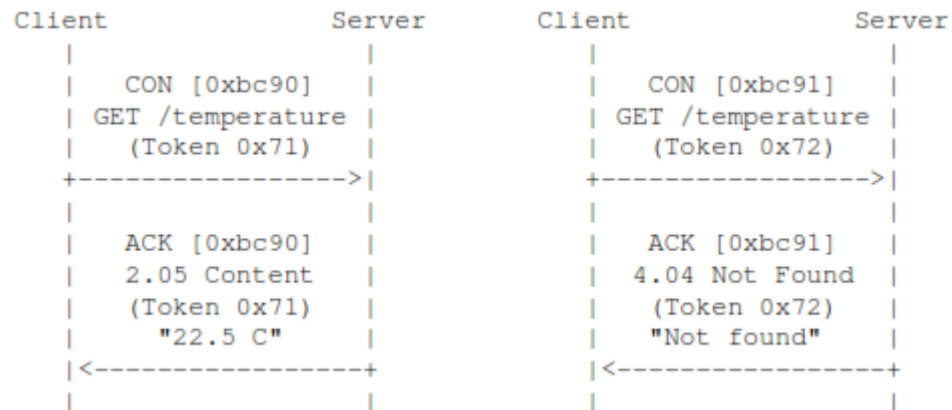 Client Server Client Server
CON [0xbc90] CON [0xbc91]
GET /temperature GET /temperature
(Token 0x71) (Token 0x72)
ACK [0xbc90] ACK [0xbc91]
2.05 Content 4.04 Not Found
(Token 0x71) (Token 0x72)
"22.5 C" "Not found"